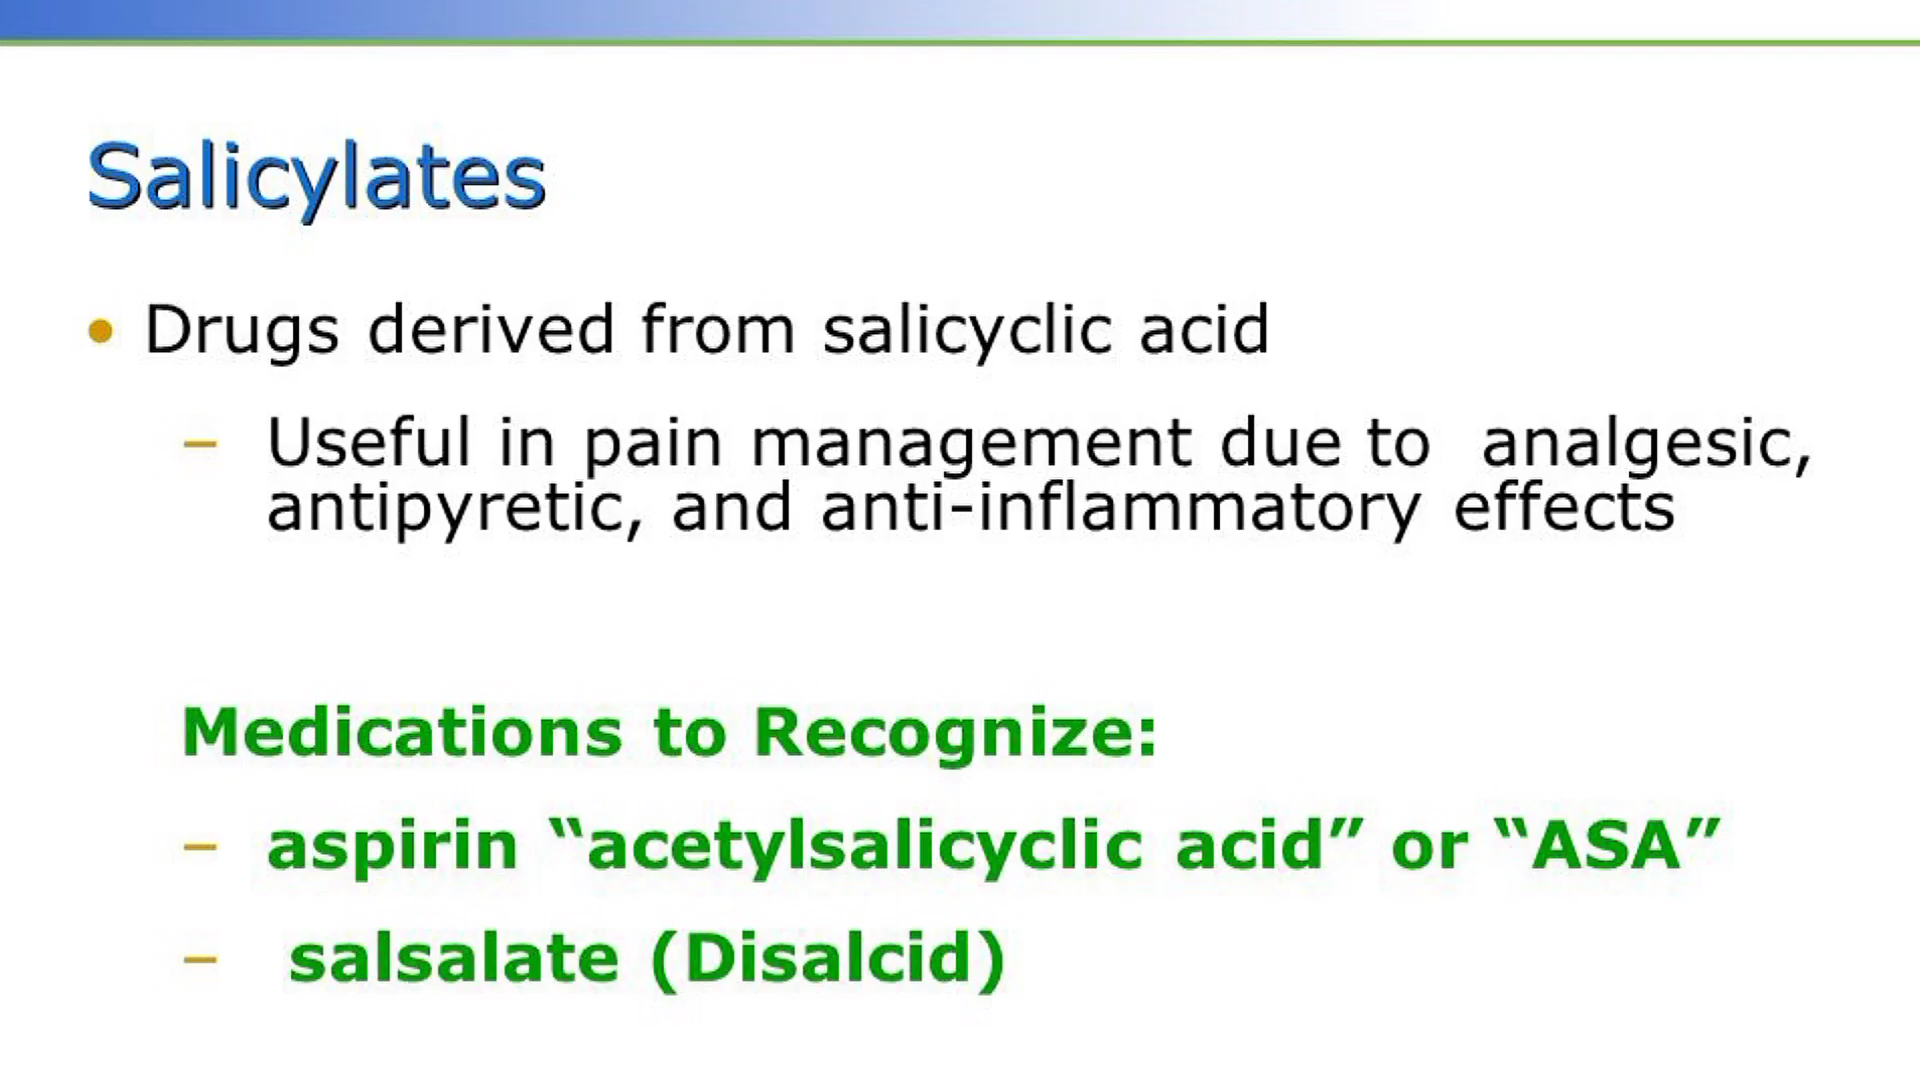 Salicylates
• Drugs derived from salicyclic acid
– Useful in pain management due to  analgesic,
antipyretic, and anti-inflammatory effects
Medications to Recognize:
– aspirin “acetylsalicyclic acid” or “ASA”
– salsalate (Disalcid)